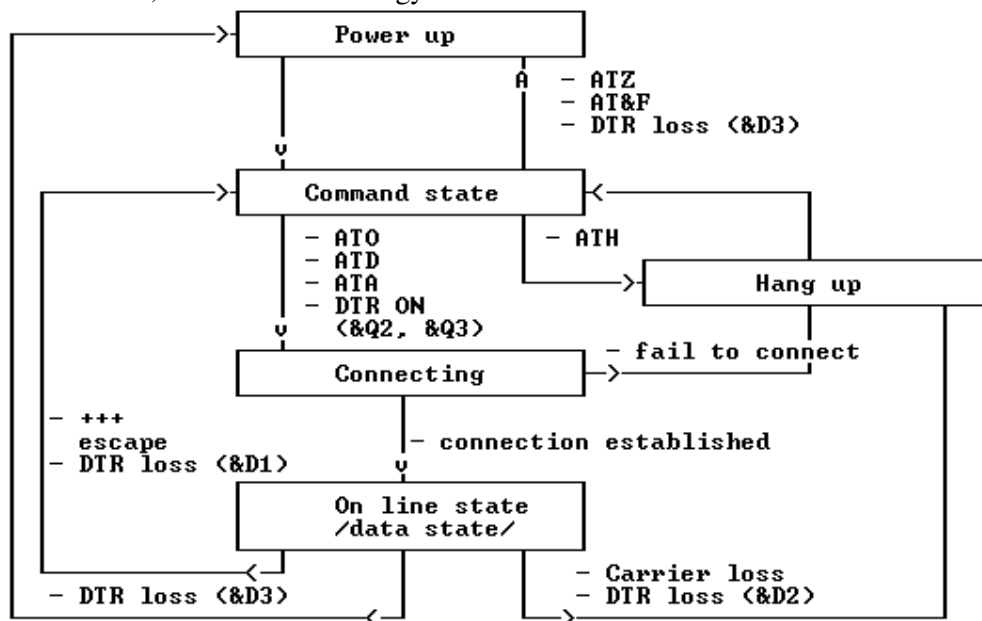 Power up
- ATZ
- AT&F
- DTR loss (&D3)
Command state
- ATO
- ATD
- ATA
- DTR ON
(&Q2, &Q3)
- ATH
Hang up
- fail to connect
Connecting
- +++
escape
- DTR loss (&D1)
- connection established
On line state
/data state/
- DTR loss (&D3)
- Carrier loss
- DTR loss (&D2)